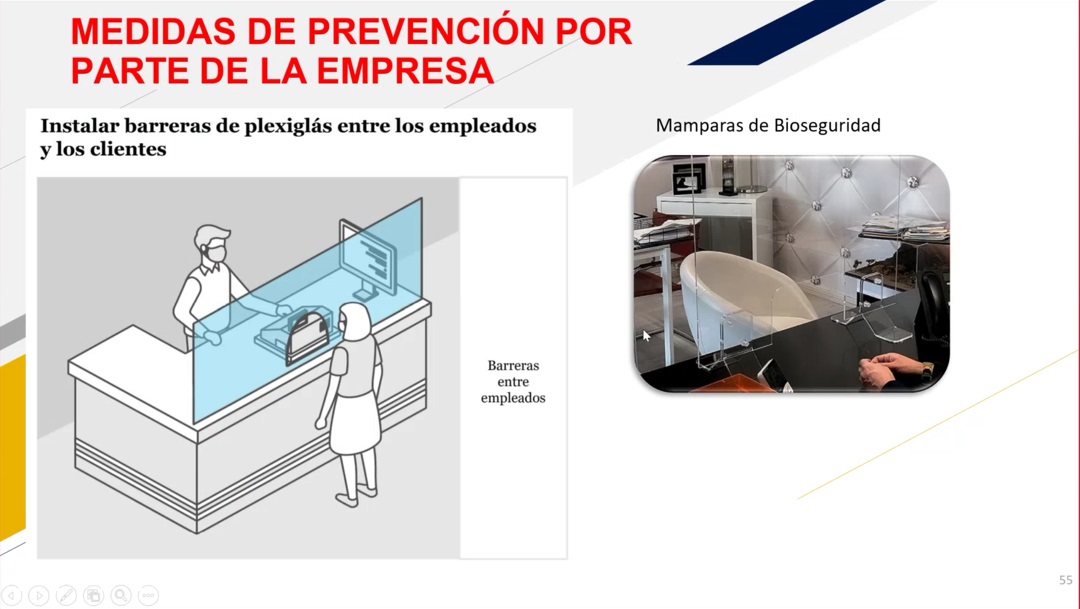 MEDIDAS DE PREVENCIÓN POR
PARTE DE LA EMPRESA
Instalar barreras de plexiglás entre los empleados
y los clientes
Mamparas de Bioseguridad
Barreras
entre
empleados
55